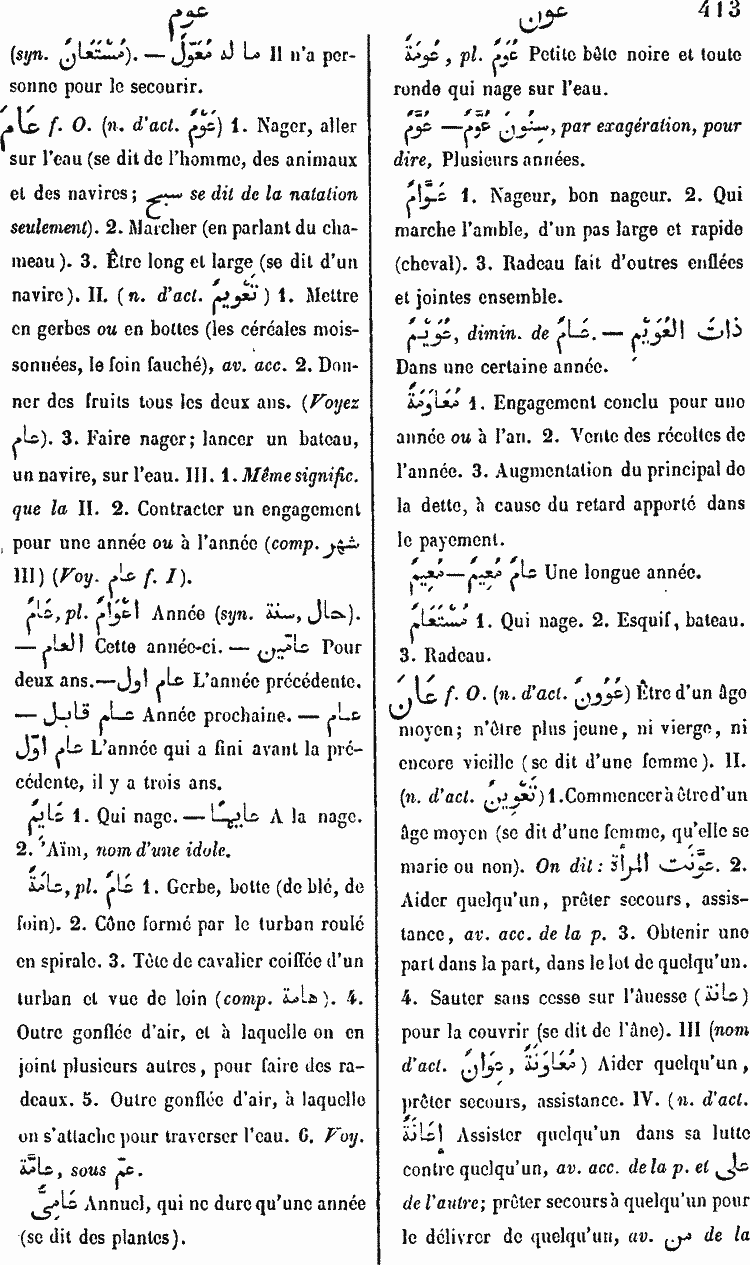 عوم
عون
413
(syn. مُسْتَعَانٌ). — ما له مُعَوَّلٌ Il n'a per-
sonne pour le secourir.
عَامَ f. O. (n. d'act. عَوْمٌ) 1. Nager, aller
sur l'eau (se dit de l'homme, des animaux
et des navires; سبح se dit de la natation
seulement). 2. Marcher (en parlant du cha-
meau). 3. Être long et large (se dit d'un
navire). II. (n. d'act. تَعْوِيمٌ) 1. Mettre
en gerbes ou en bottes (les céréales mois-
sonnées, le foin fauché), av. acc. 2. Don-
ner des fruits tous les deux ans. (Voyez
عام). 3. Faire nager; lancer un bateau,
un navire, sur l'eau. III. 1. Même signific.
que la II. 2. Contracter un engagement
pour une année ou à l'année (comp. شهر
III) (Voy. عام f. I).
عَامٌ, pl. أَعْوَامٌ Année (syn. سنة, حال).
— العام Cette année-ci. — عامَين Pour
deux ans. — عام اول L'année précédente.
— عام قابل Année prochaine. — عام
عام اوّل L'année qui a fini avant la pré-
cédente, il y a trois ans.
عَايِمٌ 1. Qui nage. — عايمًا A la nage.
2. 'Aïm, nom d'une idole.
عَامَةٌ, pl. عَامٌ 1. Gerbe, botte (de blé, de
foin). 2. Cône formé par le turban roulé
en spirale. 3. Tête de cavalier coiffée d'un
turban et vue de loin (comp. هامة). 4.
Outre gonflée d'air, et à laquelle on en
joint plusieurs autres, pour faire des ra-
deaux. 5. Outre gonflée d'air, à laquelle
on s'attache pour traverser l'eau. 6. Voy.
عامّة, sous عمّ.
عَامِيٌّ Annuel, qui ne dure qu'une année
(se dit des plantes).
عُومَةٌ, pl. عُوَمٌ Petite bête noire et toute
ronde qui nage sur l'eau.
عُوَّمٌ — سِنُونَ عُوَّمٌ, par exagération, pour
dire, Plusieurs années.
عَوَّامٌ 1. Nageur, bon nageur. 2. Qui
marche l'amble, d'un pas large et rapide
(cheval). 3. Radeau fait d'outres enflées
et jointes ensemble.
عُوَيْمٌ, dimin. de عَامٌ. — ذاتَ العُوَيْمِ
Dans une certaine année.
مُعَاوَمَةٌ 1. Engagement conclu pour une
année ou à l'an. 2. Vente des récoltes de
l'année. 3. Augmentation du principal de
la dette, à cause du retard apporté dans
le payement.
مُعِيمٌ — عامٌ مُعِيمٌ Une longue année.
مُسْتَعَامٌ 1. Qui nage. 2. Esquif, bateau.
3. Radeau.
عَانَ f. O. (n. d'act. عَوُونٌ) Être d'un âge
moyen; n'être plus jeune, ni vierge, ni
encore vieille (se dit d'une femme). II.
(n. d'act. تَعْوِينٌ) 1. Commencer à être d'un
âge moyen (se dit d'une femme, qu'elle se
marie ou non). On dit: عوَّنَت المرأة. 2.
Aider quelqu'un, prêter secours, assis-
tance, av. acc. de la p. 3. Obtenir une
part dans la part, dans le lot de quelqu'un.
4. Sauter sans cesse sur l'ânesse (عانة)
pour la couvrir (se dit de l'âne). III (nom
d'act. مُعَاوَنَةٌ, عِوَانٌ) Aider quelqu'un,
prêter secours, assistance. IV. (n. d'act.
إِعَانَةٌ Assister quelqu'un dans sa lutte
contre quelqu'un, av. acc. de la p. et على
de l'autre; prêter secours à quelqu'un pour
le délivrer de quelqu'un, av. من de la